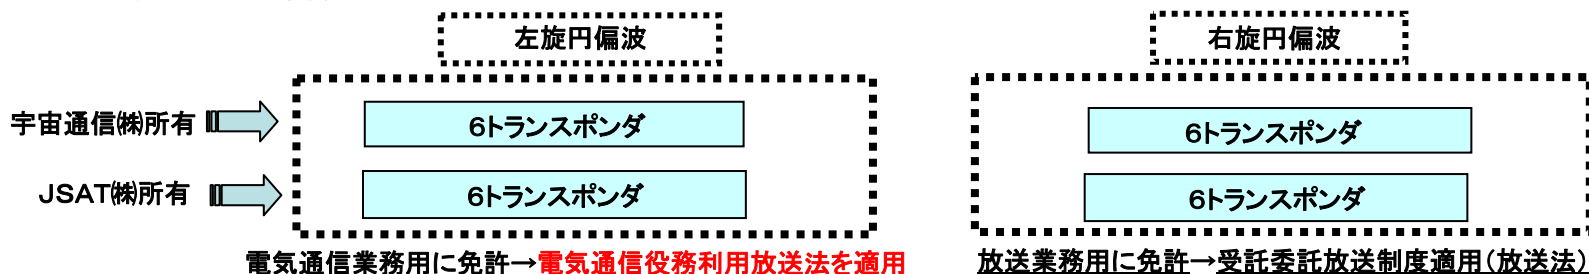 左旋円偏波
右旋円偏波
宇宙通信㈱所有
6トランスポンダ
6トランスポンダ
JSAT㈱所有
6トランスポンダ
6トランスポンダ
電気通信業務用に免許→電気通信役務利用放送法を適用
放送業務用に免許→受託委託放送制度適用(放送法)